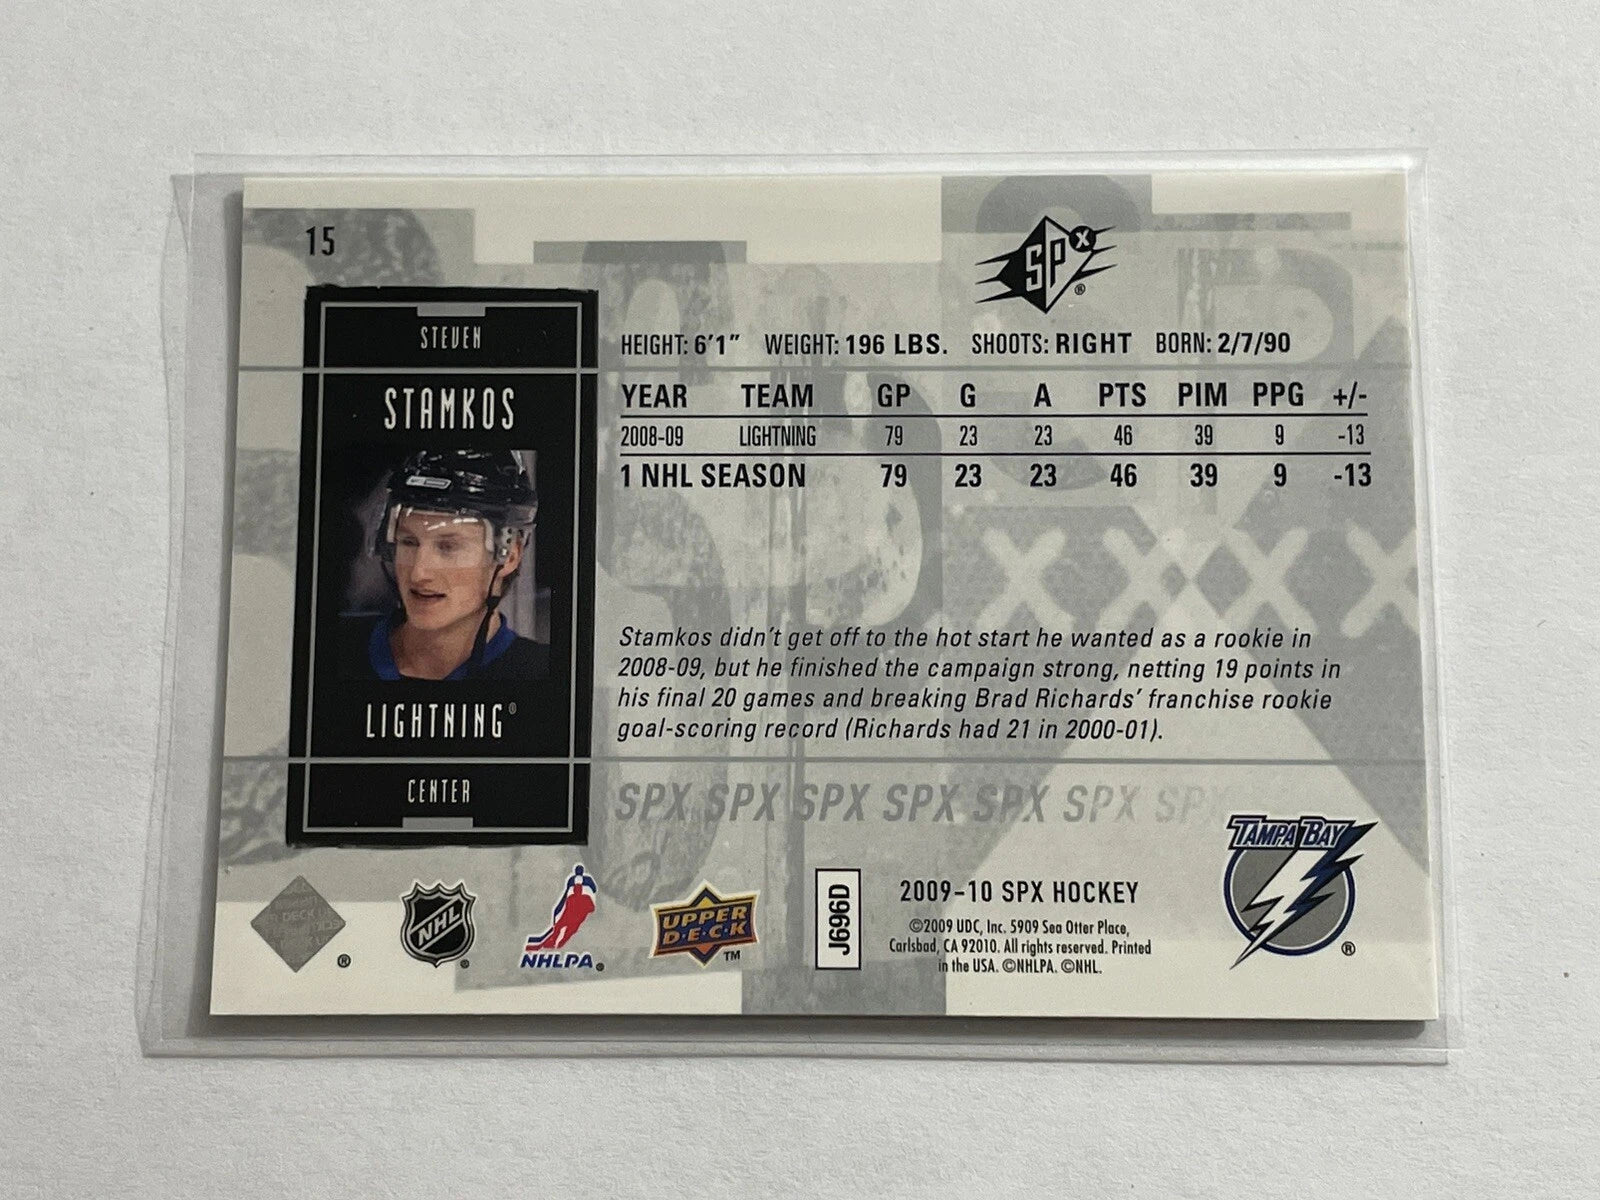 15
SPx®
STEVEN
STAMKOS
LIGHTNING®
CENTER
HEIGHT: 6'1" WEIGHT: 196 LBS. SHOOTS: RIGHT BORN: 2/7/90
YEAR TEAM GP G A PTS PIM PPG +/-
2008-09 LIGHTNING 79 23 23 46 39 9 -13
1 NHL SEASON 79 23 23 46 39 9 -13
Stamkos didn't get off to the hot start he wanted as a rookie in
2008-09, but he finished the campaign strong, netting 19 points in
his final 20 games and breaking Brad Richards' franchise rookie
goal-scoring record (Richards had 21 in 2000-01).
SPX SPX SPX SPX SPX SPX SPX
TAMPA BAY
®
®
NHL®
NHLPA®
UPPER
D·E·C·K
TM
J696D
2009-10 SPX HOCKEY
©2009 UDC, Inc. 5909 Sea Otter Place,
Carlsbad, CA 92010. All rights reserved. Printed
in the USA. ©NHLPA. ©NHL.